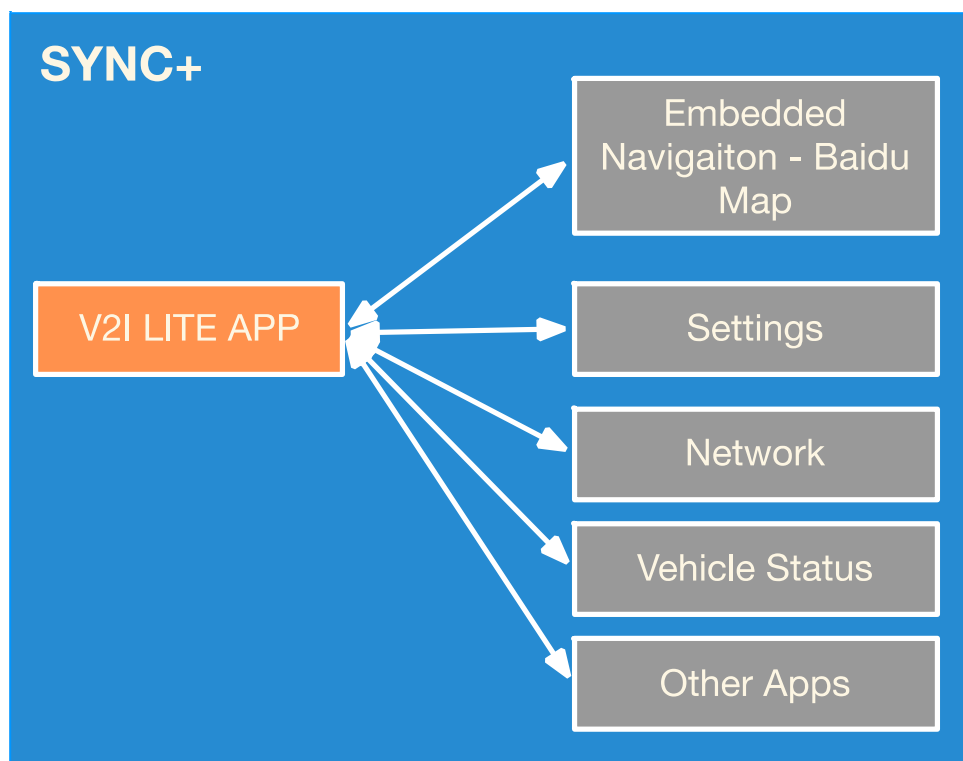 SYNC+
Embedded
Navigaiton - Baidu
Map
V2I LITE APP
Settings
Network
Vehicle Status
Other Apps